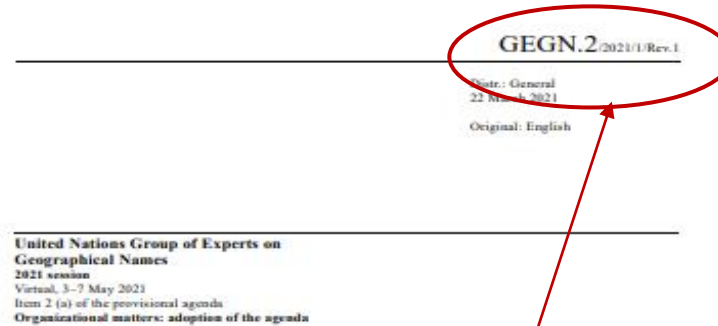 GEGN.2/2021/1/Rev.1
Distr.: General
22 March 2021
Original: English
United Nations Group of Experts on
Geographical Names
2021 session
Virtual, 3–7 May 2021
Item 2 (a) of the provisional agenda
Organizational matters: adoption of the agenda